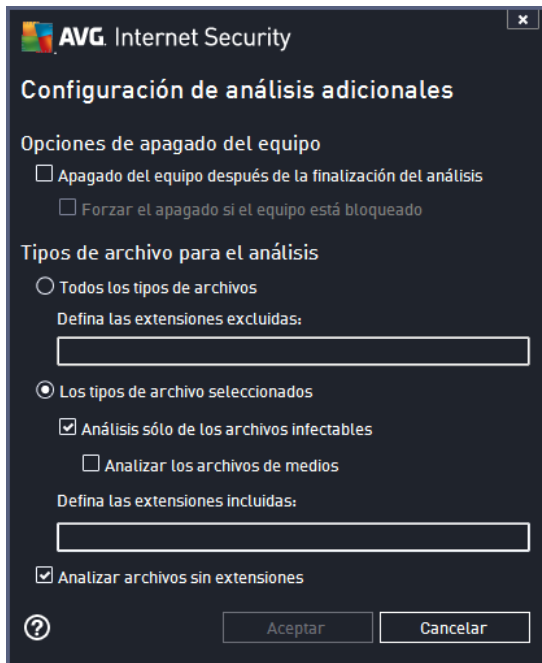 AVG. Internet Security
Configuración de análisis adicionales
Opciones de apagado del equipo
Apagado del equipo después de la finalización del análisis
Forzar el apagado si el equipo está bloqueado
Tipos de archivo para el análisis
Todos los tipos de archivos
Defina las extensiones excluidas:
Los tipos de archivo seleccionados
Análisis sólo de los archivos infectables
Analizar los archivos de medios
Defina las extensiones incluidas:
Analizar archivos sin extensiones
Aceptar
Cancelar